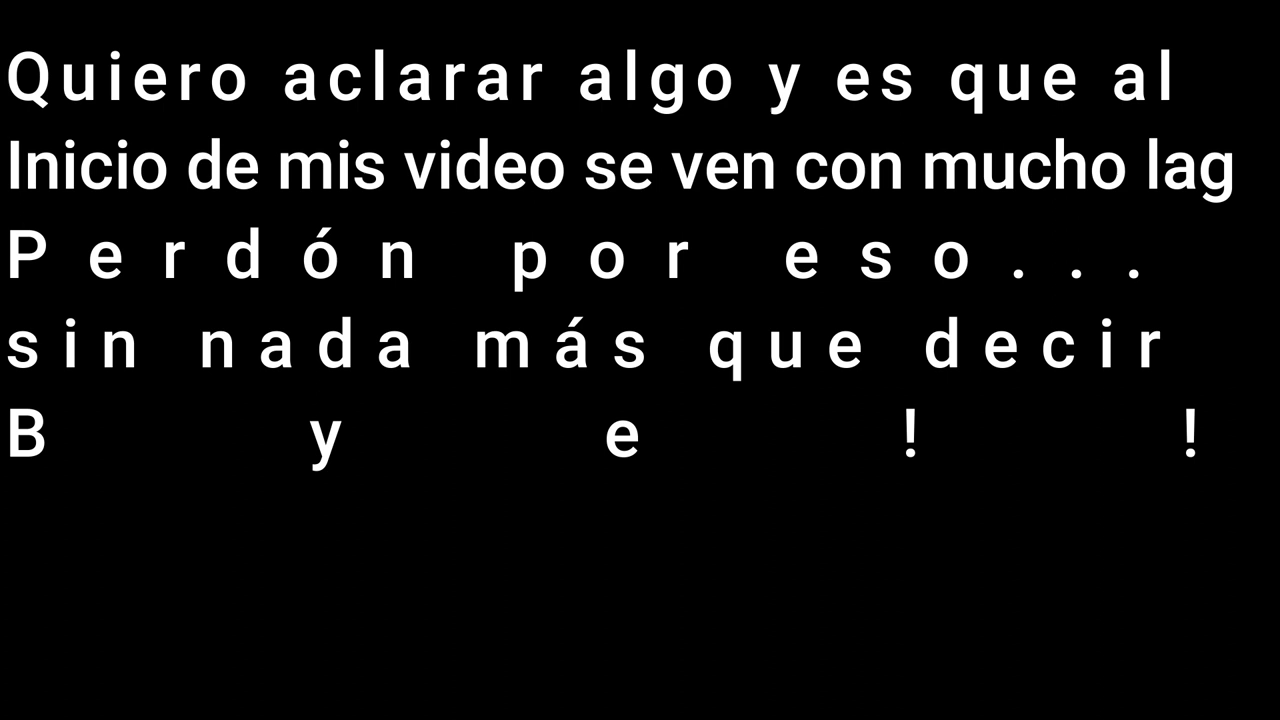 Quiero aclarar algo y es que al
Inicio de mis video se ven con mucho lag
Perdón por eso...
sin nada más que decir
Bye!!